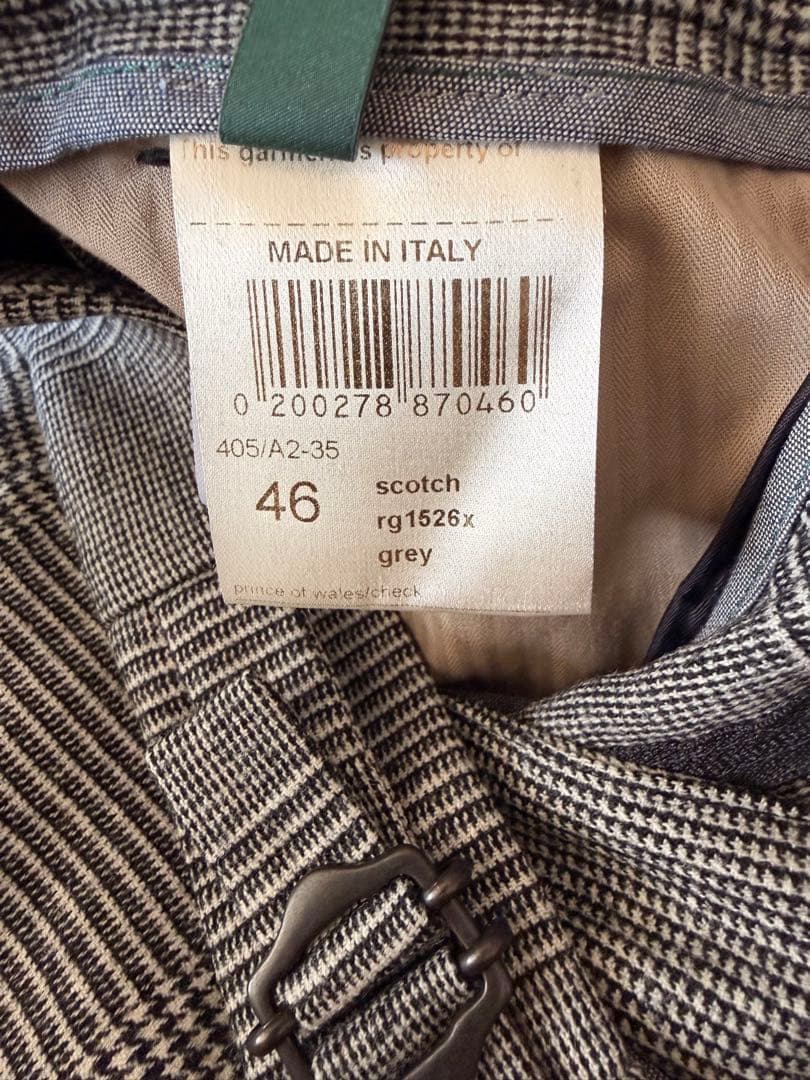 This garment is property of
MADE IN ITALY
0 200278 870460
405/A2-35
46
scotch
rg1526x
grey
prince of wales/check